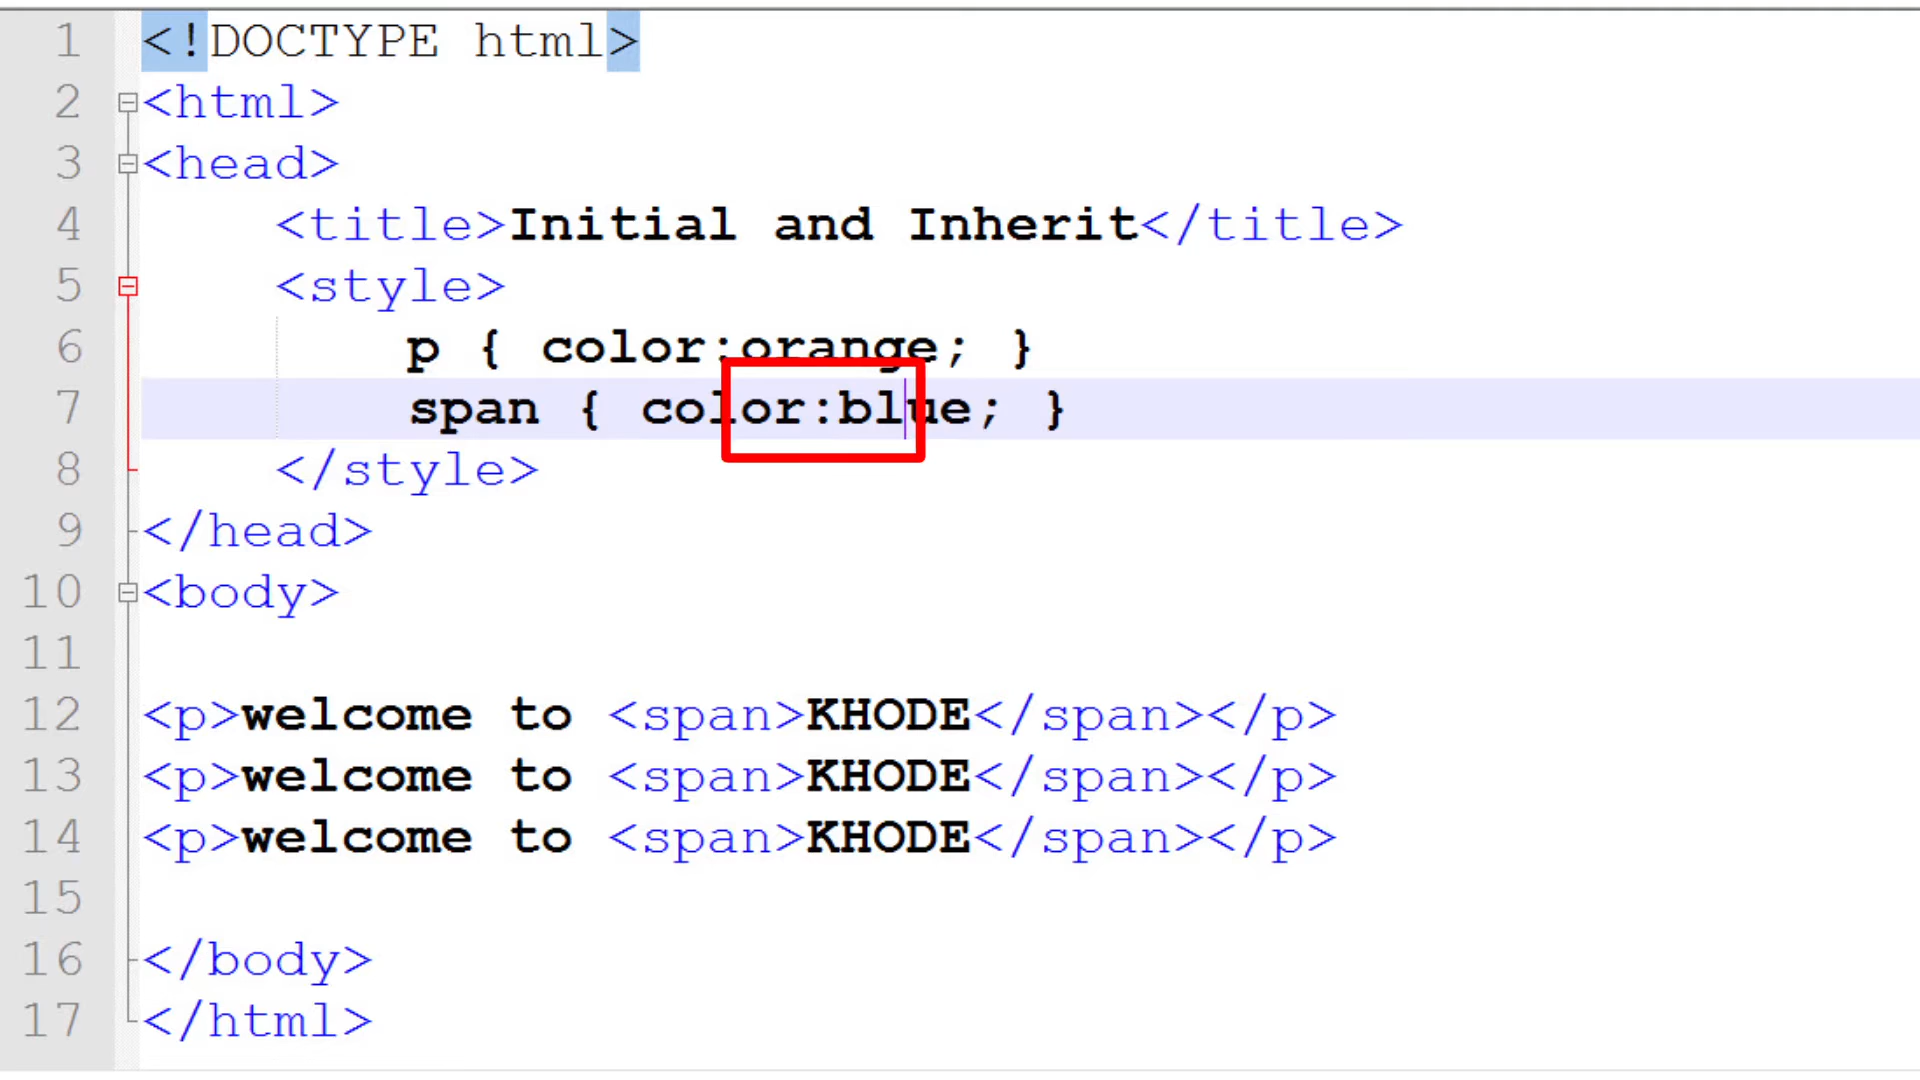 1 <!DOCTYPE html>
2 <html>
3 <head>
4 <title>Initial and Inherit</title>
5 <style>
6 p { color:orange; }
7 span { color:blue; }
8 </style>
9 </head>
10 <body>
11
12 <p>welcome to <span>KHODE</span></p>
13 <p>welcome to <span>KHODE</span></p>
14 <p>welcome to <span>KHODE</span></p>
15
16 </body>
17 </html>